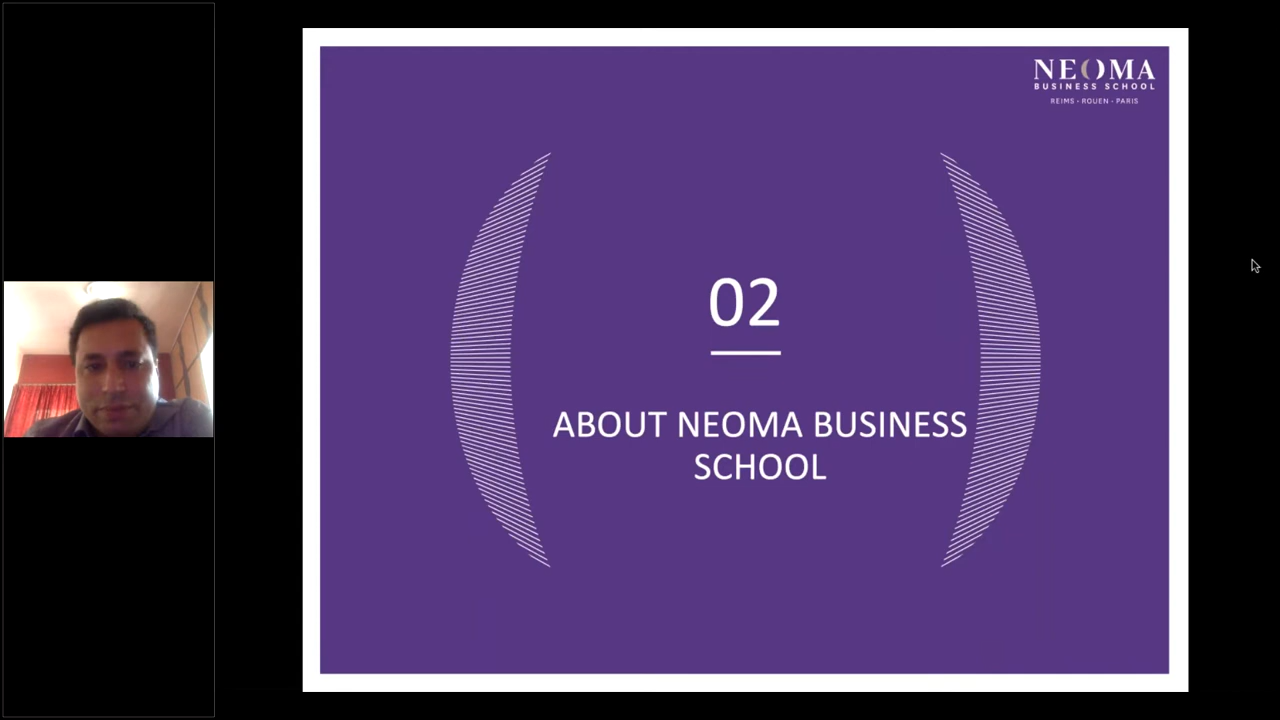 NEOMA
BUSINESS SCHOOL
REIMS • ROUEN • PARIS
02
ABOUT NEOMA BUSINESS
SCHOOL